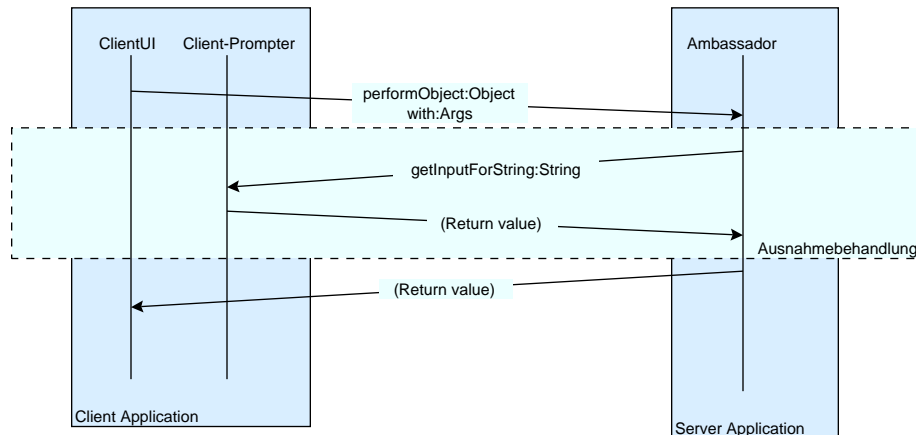 ClientUI
Client-Prompter
Ambassador
performObject:Object
with:Args
getInputForString:String
(Return value)
Ausnahmebehandlung
(Return value)
Client Application
Server Application